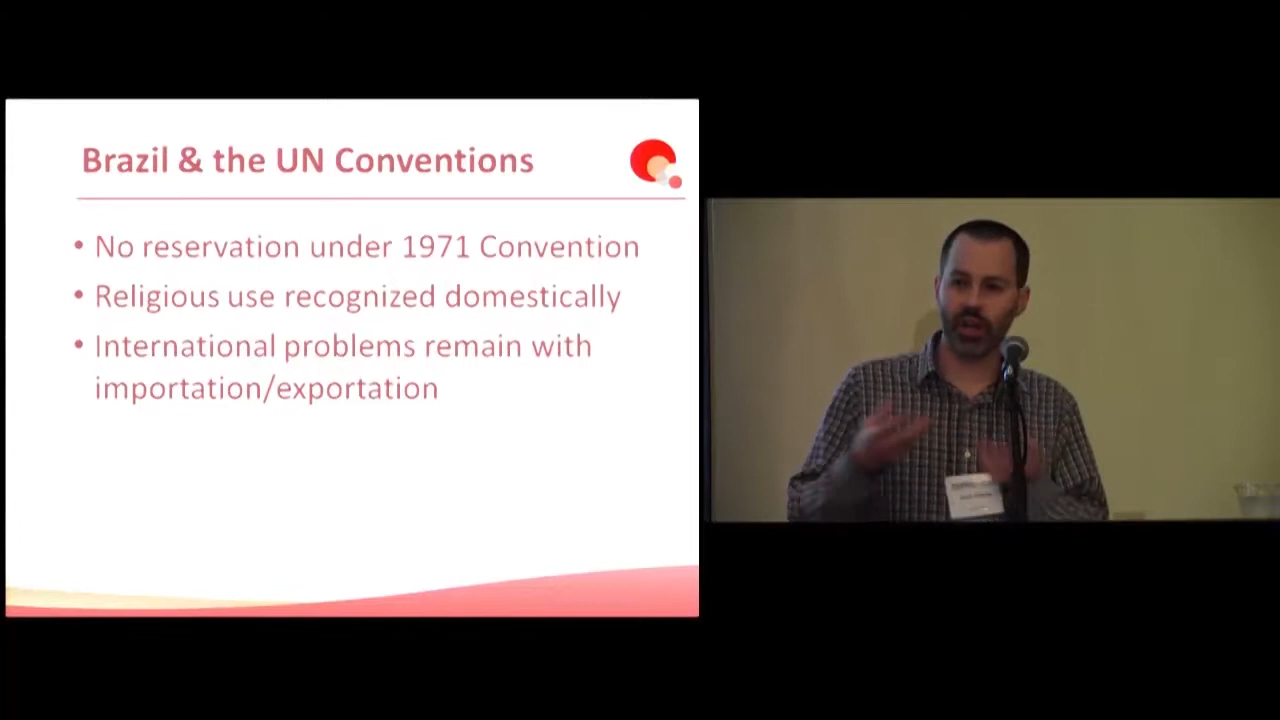 Brazil & the UN Conventions
• No reservation under 1971 Convention
• Religious use recognized domestically
• International problems remain with
importation/exportation